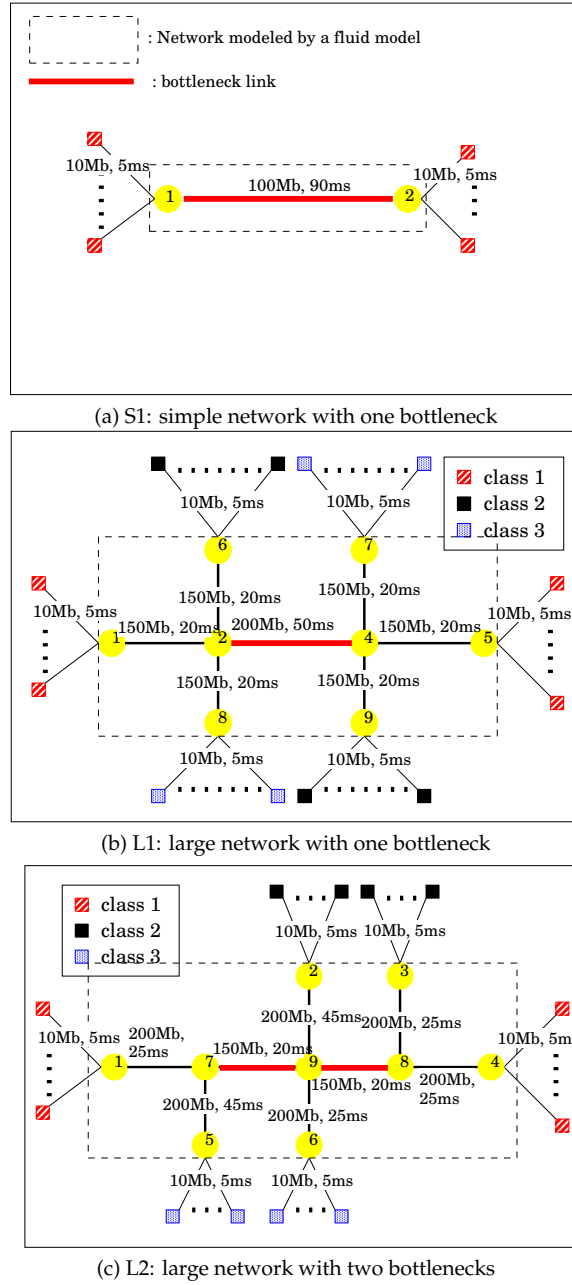 : Network modeled by a fluid model
: bottleneck link
10Mb, 5ms
10Mb, 5ms
100Mb, 90ms
1
2
(a) S1: simple network with one bottleneck
class 1
class 2
class 3
10Mb, 5ms
10Mb, 5ms
6
7
150Mb, 20ms
150Mb, 20ms
10Mb, 5ms
10Mb, 5ms
150Mb, 20ms
200Mb, 50ms
150Mb, 20ms
1
2
4
5
150Mb, 20ms
150Mb, 20ms
8
9
10Mb, 5ms
10Mb, 5ms
(b) L1: large network with one bottleneck
class 1
class 2
class 3
10Mb, 5ms
10Mb, 5ms
2
3
200Mb, 45ms
200Mb, 25ms
10Mb, 5ms
10Mb, 5ms
200Mb,
25ms
150Mb, 20ms
1
7
9
8
4
150Mb, 20ms
200Mb,
25ms
200Mb, 45ms
200Mb, 25ms
5
6
10Mb, 5ms
10Mb, 5ms
(c) L2: large network with two bottlenecks